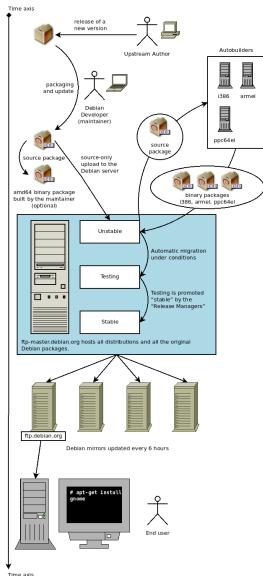 Time axis
release of a
new version
Upstream Author
Autobuilders
packaging
and update
Debian
Developer
(maintainer)
i386
armel
source
package
ppc64el
source package
source-only
upload to the
Debian server
amd64 binary package
built by the maintainer
(optional)
binary packages
(i386, armel, ppc64el)
Unstable
Automatic migration
under conditions
Testing
Testing is promoted
"stable" by the
"Release Managers"
Stable
ftp-master.debian.org hosts all distributions and all the original
Debian packages.
ftp.debian.org
Debian mirrors updated every 6 hours
# apt-get install
gnome
End user
Time axis